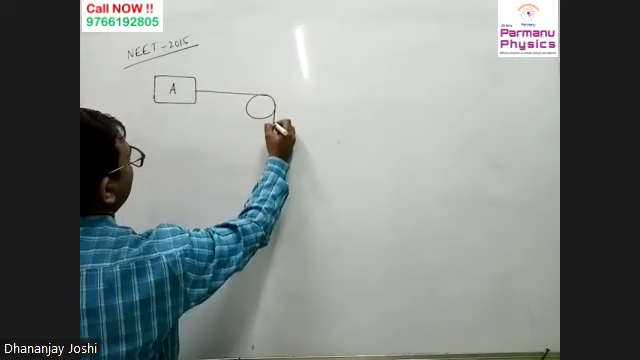 Call NOW !!
9766192805
Parmanu
Physics
NEET-2015
A
Dhananjay Joshi